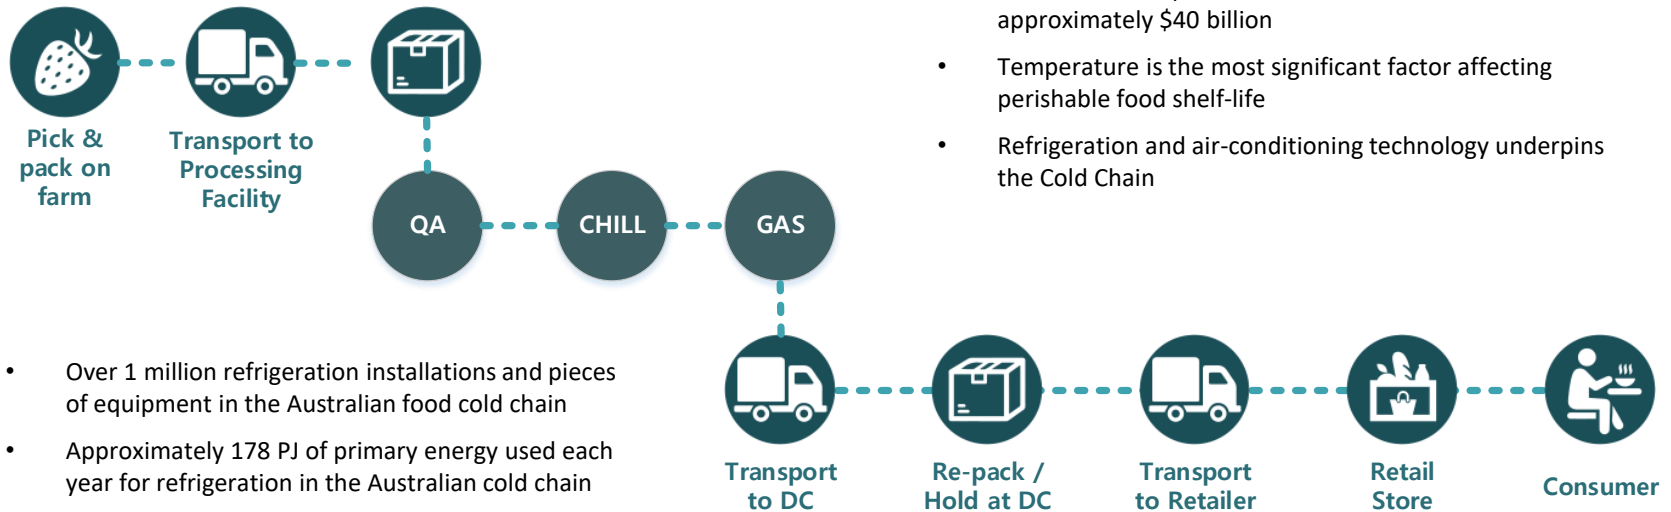 approximately $40 billion
• Temperature is the most significant factor affecting
perishable food shelf-life
• Refrigeration and air-conditioning technology underpins
the Cold Chain
Pick &
pack on
farm
Transport to
Processing
Facility
QA
CHILL
GAS
• Over 1 million refrigeration installations and pieces
of equipment in the Australian food cold chain
• Approximately 178 PJ of primary energy used each
year for refrigeration in the Australian cold chain
Transport
to DC
Re-pack /
Hold at DC
Transport
to Retailer
Retail
Store
Consumer